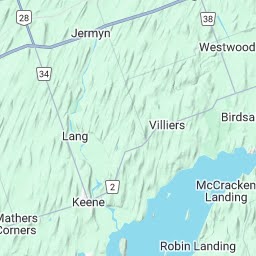 28
38
Jermyn
Westwood
34
Birdsa
Villiers
Lang
2
McCracken
Landing
Keene
Mathers
Corners
Robin Landing